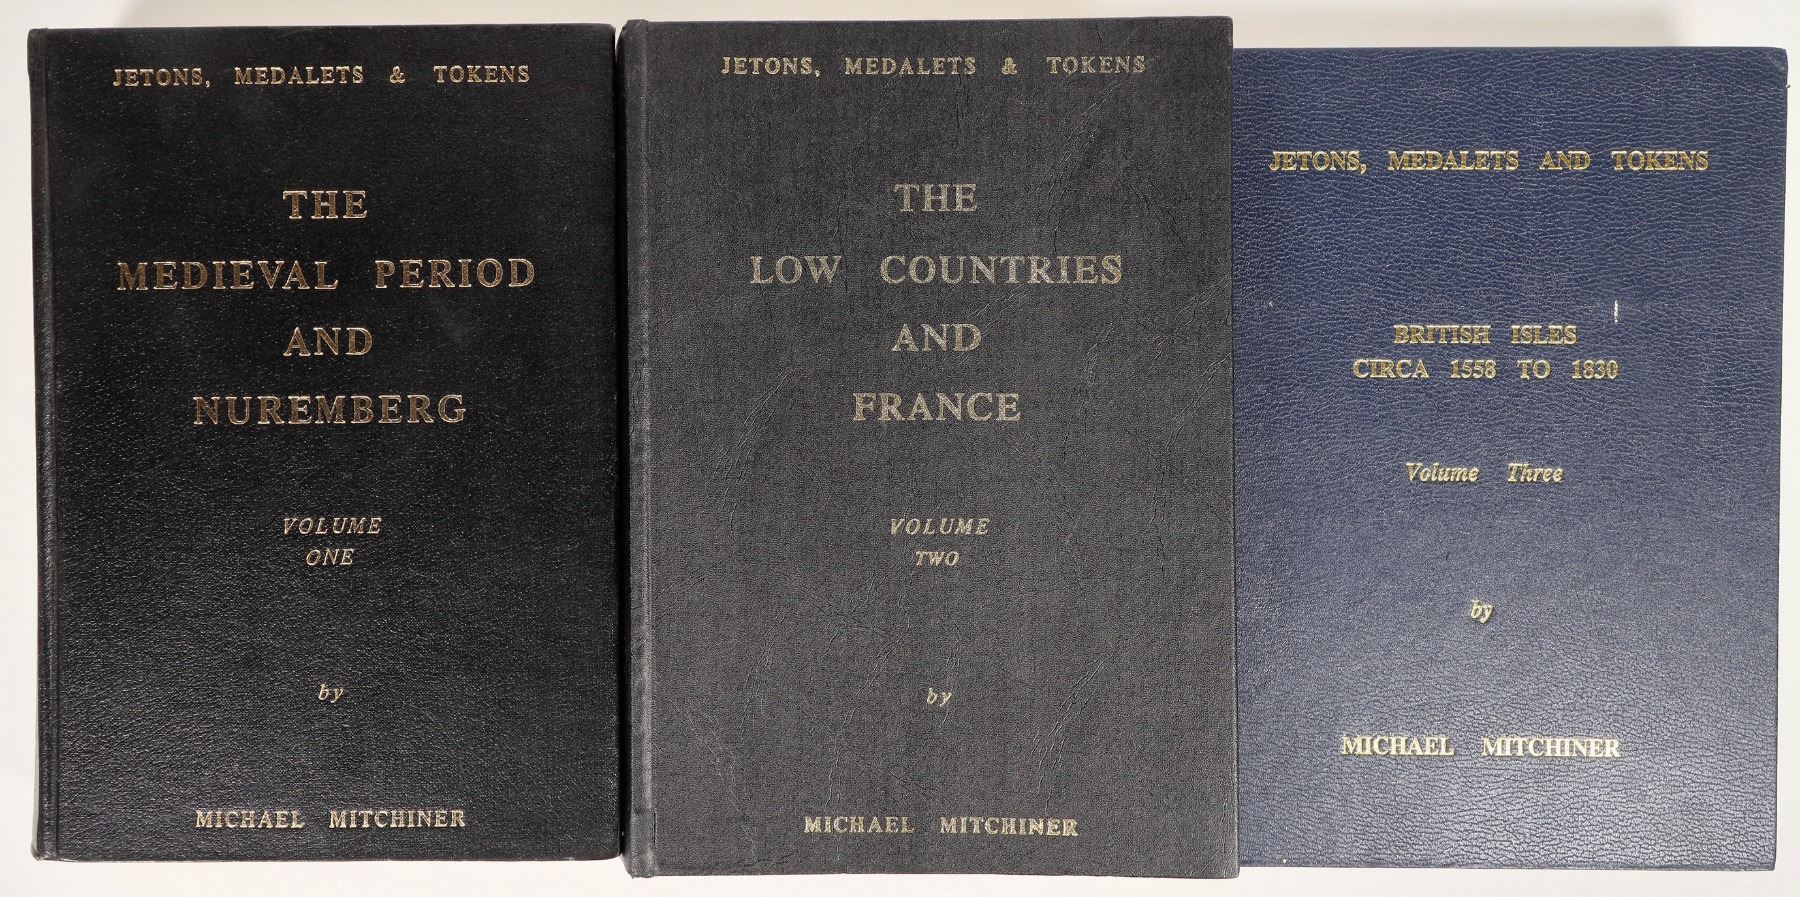 JETONS, MEDALETS & TOKENS
THE
MEDIEVAL PERIOD
AND
NUREMBERG
VOLUME
ONE
by
MICHAEL MITCHINER
JETONS, MEDALETS & TOKENS
THE
LOW COUNTRIES
AND
FRANCE
VOLUME
TWO
by
MICHAEL MITCHINER
JETONS, MEDALETS AND TOKENS
BRITISH ISLES
CIRCA 1558 TO 1830
Volume Three
by
MICHAEL MITCHINER